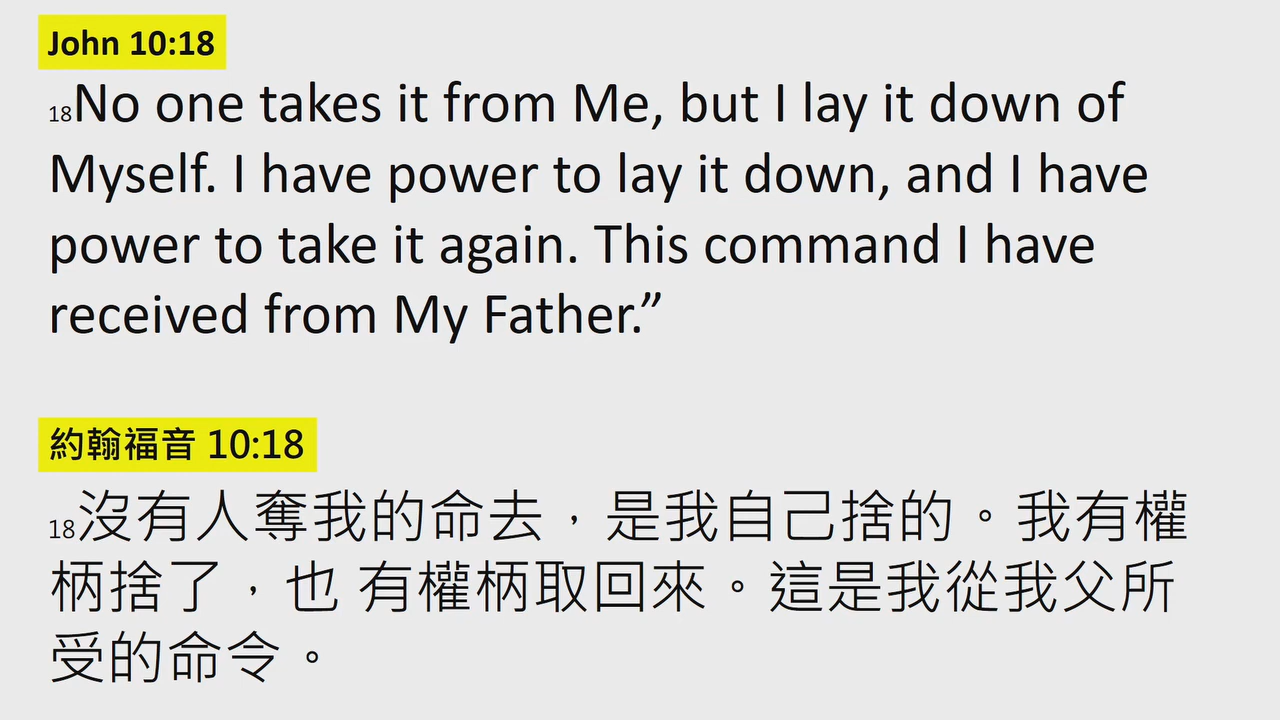 John 10:18
18No one takes it from Me, but I lay it down of
Myself. I have power to lay it down, and I have
power to take it again. This command I have
received from My Father.”
約翰福音 10:18
18沒有人奪我的命去，是我自己捨的。我有權
柄捨了，也 有權柄取回來。這是我從我父所
受的命令。